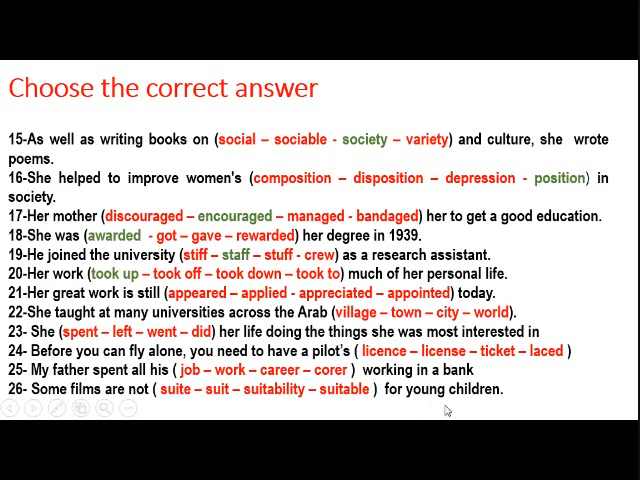 Choose the correct answer
15-As well as writing books on (social – sociable - society – variety) and culture, she wrote
poems.
16-She helped to improve women's (composition – disposition – depression - position) in
society.
17-Her mother (discouraged – encouraged – managed - bandaged) her to get a good education.
18-She was (awarded - got – gave – rewarded) her degree in 1939.
19-He joined the university (stiff – staff – stuff - crew) as a research assistant.
20-Her work (took up – took off – took down – took to) much of her personal life.
21-Her great work is still (appeared – applied - appreciated – appointed) today.
22-She taught at many universities across the Arab (village – town – city – world).
23- She (spent – left – went – did) her life doing the things she was most interested in
24- Before you can fly alone, you need to have a pilot's ( licence – license – ticket – laced )
25- My father spent all his ( job – work – career – corer ) working in a bank
26- Some films are not ( suite – suit – suitability – suitable ) for young children.